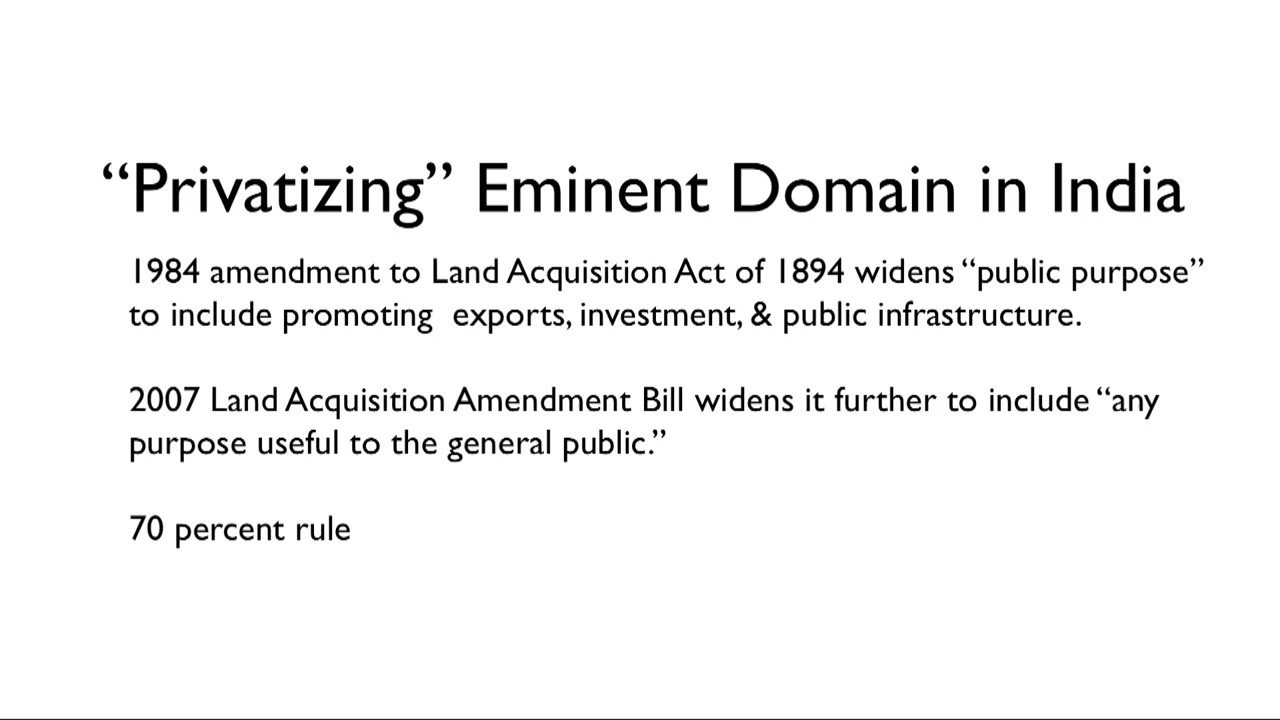 “Privatizing” Eminent Domain in India
1984 amendment to Land Acquisition Act of 1894 widens “public purpose”
to include promoting exports, investment, & public infrastructure.
2007 Land Acquisition Amendment Bill widens it further to include “any
purpose useful to the general public.”
70 percent rule